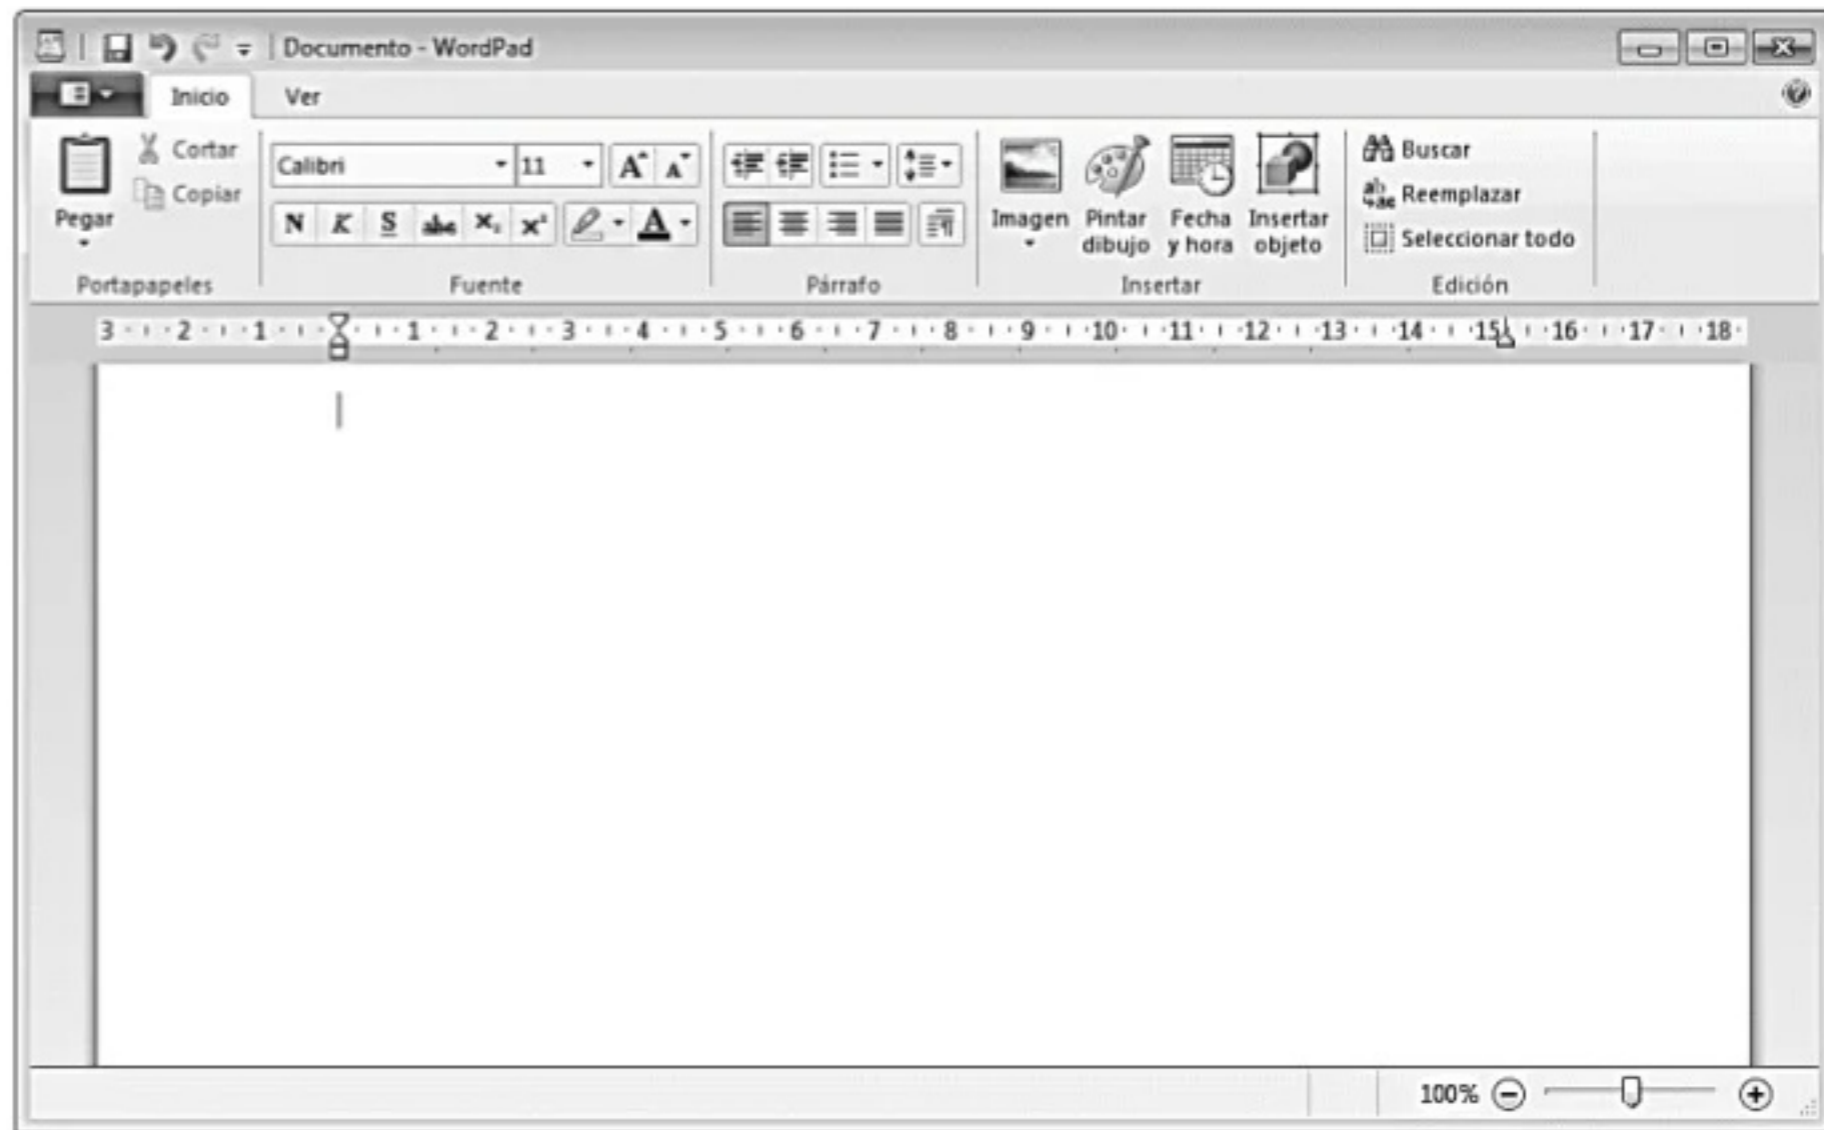 Documento - WordPad
Inicio Ver
Pegar Cortar
Copiar
Portapapeles
Calibri 11 A A
N K S abc X₂ X² A
Fuente
Párrafo
Imagen
Pintar dibujo
Fecha y hora
Insertar objeto
Insertar
Buscar
Reemplazar
Seleccionar todo
Edición
3 2 1 1 2 3 4 5 6 7 8 9 10 11 12 13 14 15 16 17 18
100%